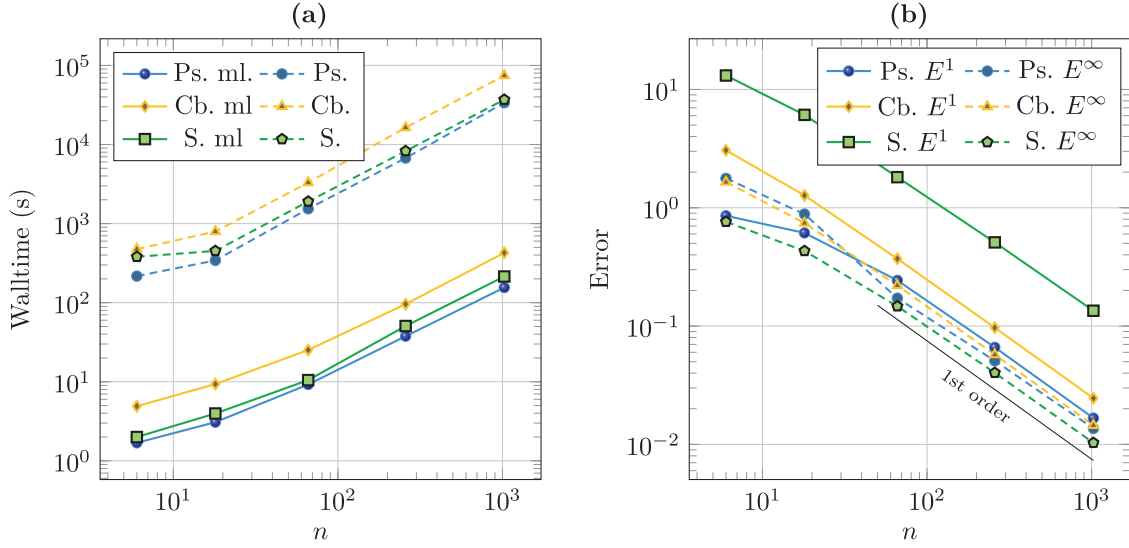 (a)
(b)
10^5
10^4
10^3
10^2
10^1
10^0
Walltime (s)
Ps. ml. Ps.
Cb. ml Cb.
S. ml S.
10^1 10^2 10^3
n
10^1
10^0
10^−1
10^−2
Error
Ps. E^1 Ps. E^∞
Cb. E^1 Cb. E^∞
S. E^1 S. E^∞
1st order
10^1 10^2 10^3
n